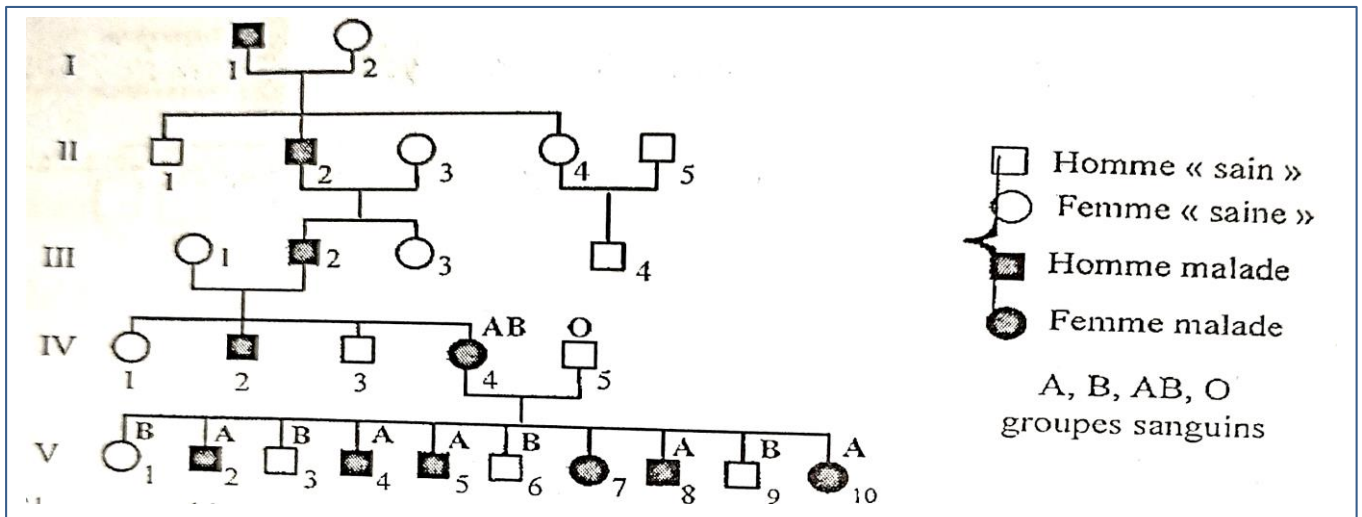 I
1
2
II
1
2
3
4
5
III
1
2
3
4
AB
O
IV
1
2
3
4
5
B
A
B
A
A
B
A
B
A
V
1
2
3
4
5
6
7
8
9
10
Homme « sain »
Femme « saine »
Homme malade
Femme malade
A, B, AB, O
groupes sanguins